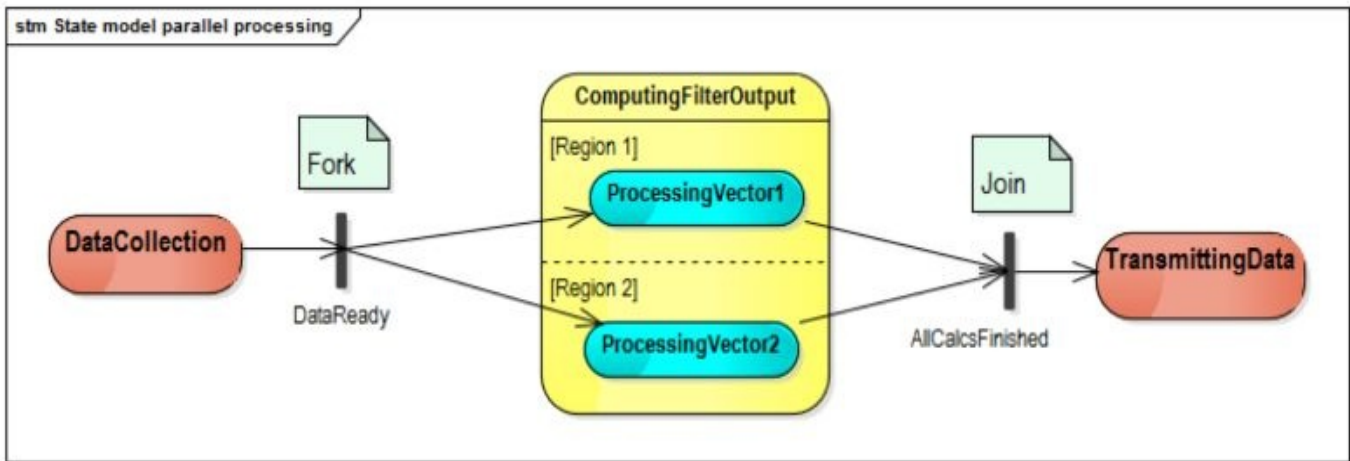 stm State model parallel processing
Fork
DataCollection
DataReady
ComputingFilterOutput
[Region 1]
ProcessingVector1
[Region 2]
ProcessingVector2
Join
AllCalcsFinished
TransmittingData